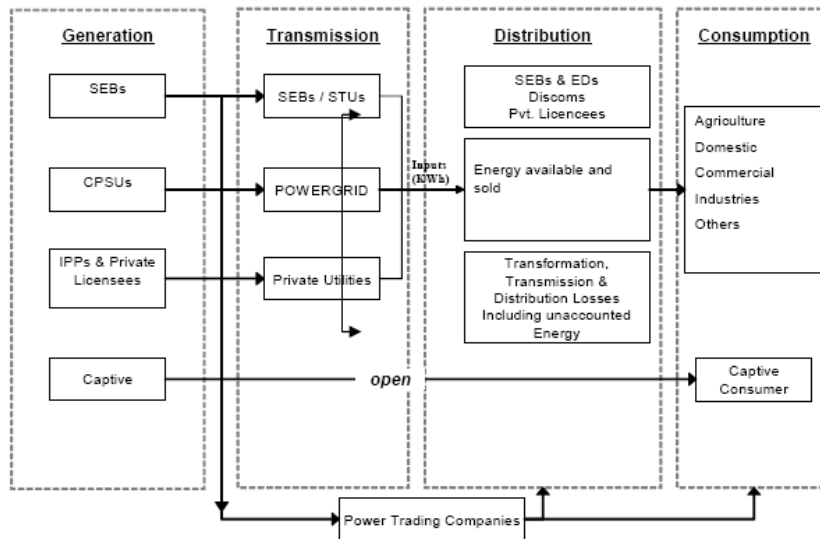 Generation
SEBs
CPSUs
IPPs & Private
Licensees
Captive
Transmission
SEBs / STUs
POWERGRID
Private Utilities
open
Inputs
(KWh)
Distribution
SEBs & EDs
Discoms
Pvt. Licencees
Energy available and
sold
Transformation,
Transmission &
Distribution Losses
Including unaccounted
Energy
Consumption
Agriculture
Domestic
Commercial
Industries
Others
Captive
Consumer
Power Trading Companies